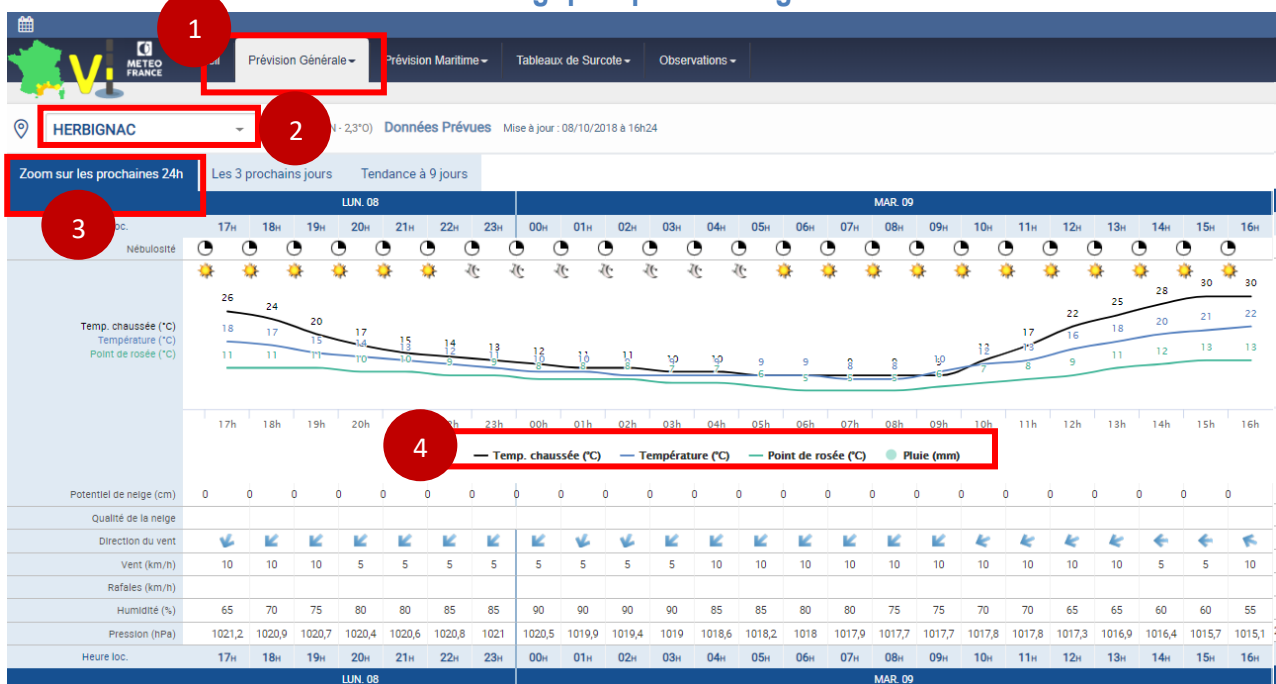 1
METEO
FRANCE
Prévision Générale
Prévision Maritime
Tableaux de Surcote
Observations
HERBIGNAC
2
N - 2,3°O) Données Prévues Mise à jour : 08/10/2018 à 16h24
Zoom sur les prochaines 24h Les 3 prochains jours Tendance à 9 jours
LUN. 08 MAR. 09
3
oc. 17H 18H 19H 20H 21H 22H 23H 00H 01H 02H 03H 04H 05H 06H 07H 08H 09H 10H 11H 12H 13H 14H 15H 16H
Nébulosité
Temp. chaussée (°C) 26 24 20 17 15 14 13 12 11 11 10 10 9 9 9 8 9 12 17 22 25 28 30 30
Température (°C) 18 17 15 14 13 12 11 10 10 9 9 8 8 10 12 13 16 18 20 21 22
Point de rosée (°C) 11 11 11 10 10 9 9 8 8 8 7 7 6 5 5 5 6 7 8 9 11 12 13 13
17h 18h 19h 20h 22h 23h 00h 01h 02h 03h 04h 05h 06h 07h 08h 09h 10h 11h 12h 13h 14h 15h 16h
4
Temp. chaussée (°C) Température (°C) Point de rosée (°C) Pluie (mm)
Potentiel de neige (cm) 0 0 0 0 0 0 0 0 0 0 0 0 0 0 0 0 0 0 0 0 0 0 0 0
Qualité de la neige
Direction du vent
Vent (km/h) 10 10 10 5 5 5 5 5 5 5 5 10 10 10 10 10 10 10 10 10 10 5 5 10
Rafales (km/h)
Humidité (%) 65 70 75 80 80 85 85 90 90 90 90 85 85 80 80 75 75 70 70 65 65 60 60 55
Pression (hPa) 1021,2 1020,9 1020,7 1020,4 1020,6 1020,8 1021 1020,5 1019,9 1019,4 1019 1018,6 1018,2 1018 1017,9 1017,7 1017,7 1017,8 1017,8 1017,3 1016,9 1016,4 1015,7 1015,1
Heure loc. 17H 18H 19H 20H 21H 22H 23H 00H 01H 02H 03H 04H 05H 06H 07H 08H 09H 10H 11H 12H 13H 14H 15H 16H
LUN. 08 MAR. 09